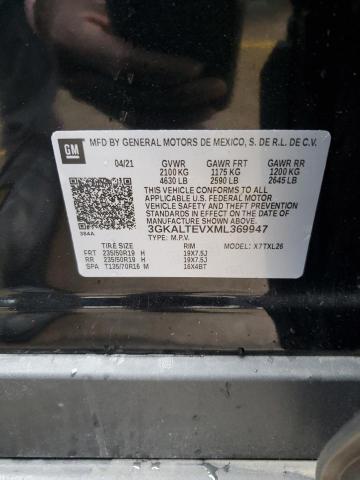 GM
MFD BY GENERAL MOTORS DE MEXICO, S. DE R.L. DE C.V.
04/21 GVWR GAWR FRT GAWR RR
2100 KG 1175 KG 1200 KG
4630 LB 2590 LB 2645 LB
THIS VEHICLE CONFORMS TO ALL APPLICABLE
U.S. FEDERAL MOTOR
VEHICLE SAFETY, BUMPER, AND THEFT
PREVENTION STANDARDS IN EFFECT ON THE DATE
OF MANUFACTURE SHOWN ABOVE.
384A
3GKALTEVXML369947
TYPE: M.P.V. MODEL: X7TXL26
TIRE SIZE RIM
FRT 235/50R19 H 19X7.5J
RR 235/50R19 H 19X7.5J
SPA T135/70R16 M 16X4BT